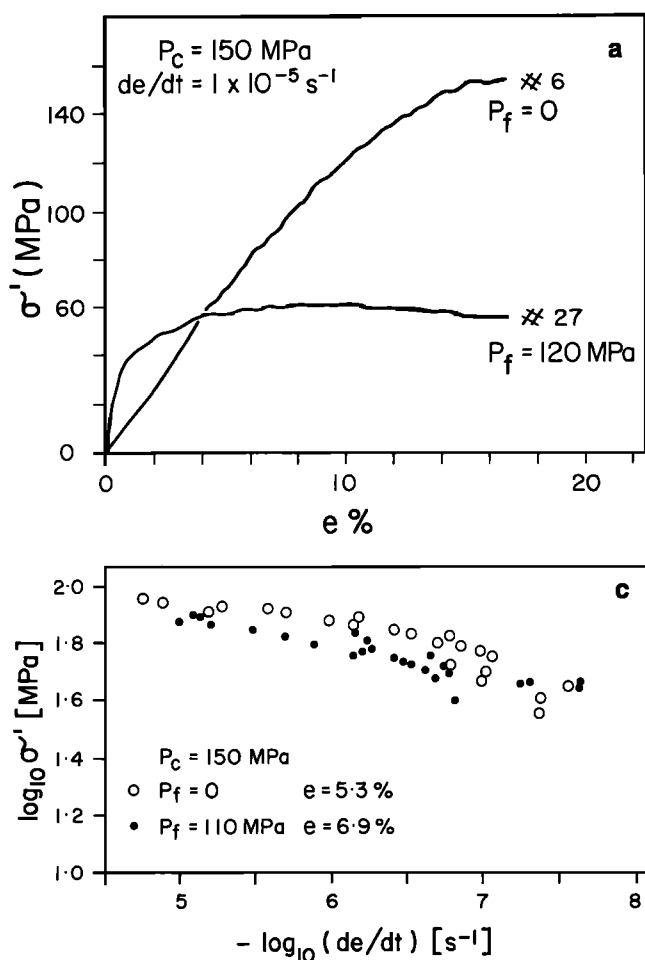 a
P_c = 150 MPa
de/dt = 1 x 10^-5 s^-1
140
100
60
0
σ' (MPa)
# 6
P_f = 0
# 27
P_f = 120 MPa
0 10 20
e %
c
2·0
1·8
1·6
1·4
1·2
1·0
log_10 σ' [MPa]
P_c = 150 MPa
○ P_f = 0 e = 5·3 %
• P_f = 110 MPa e = 6·9 %
5 6 7 8
− log_10 (de/dt) [s^-1]